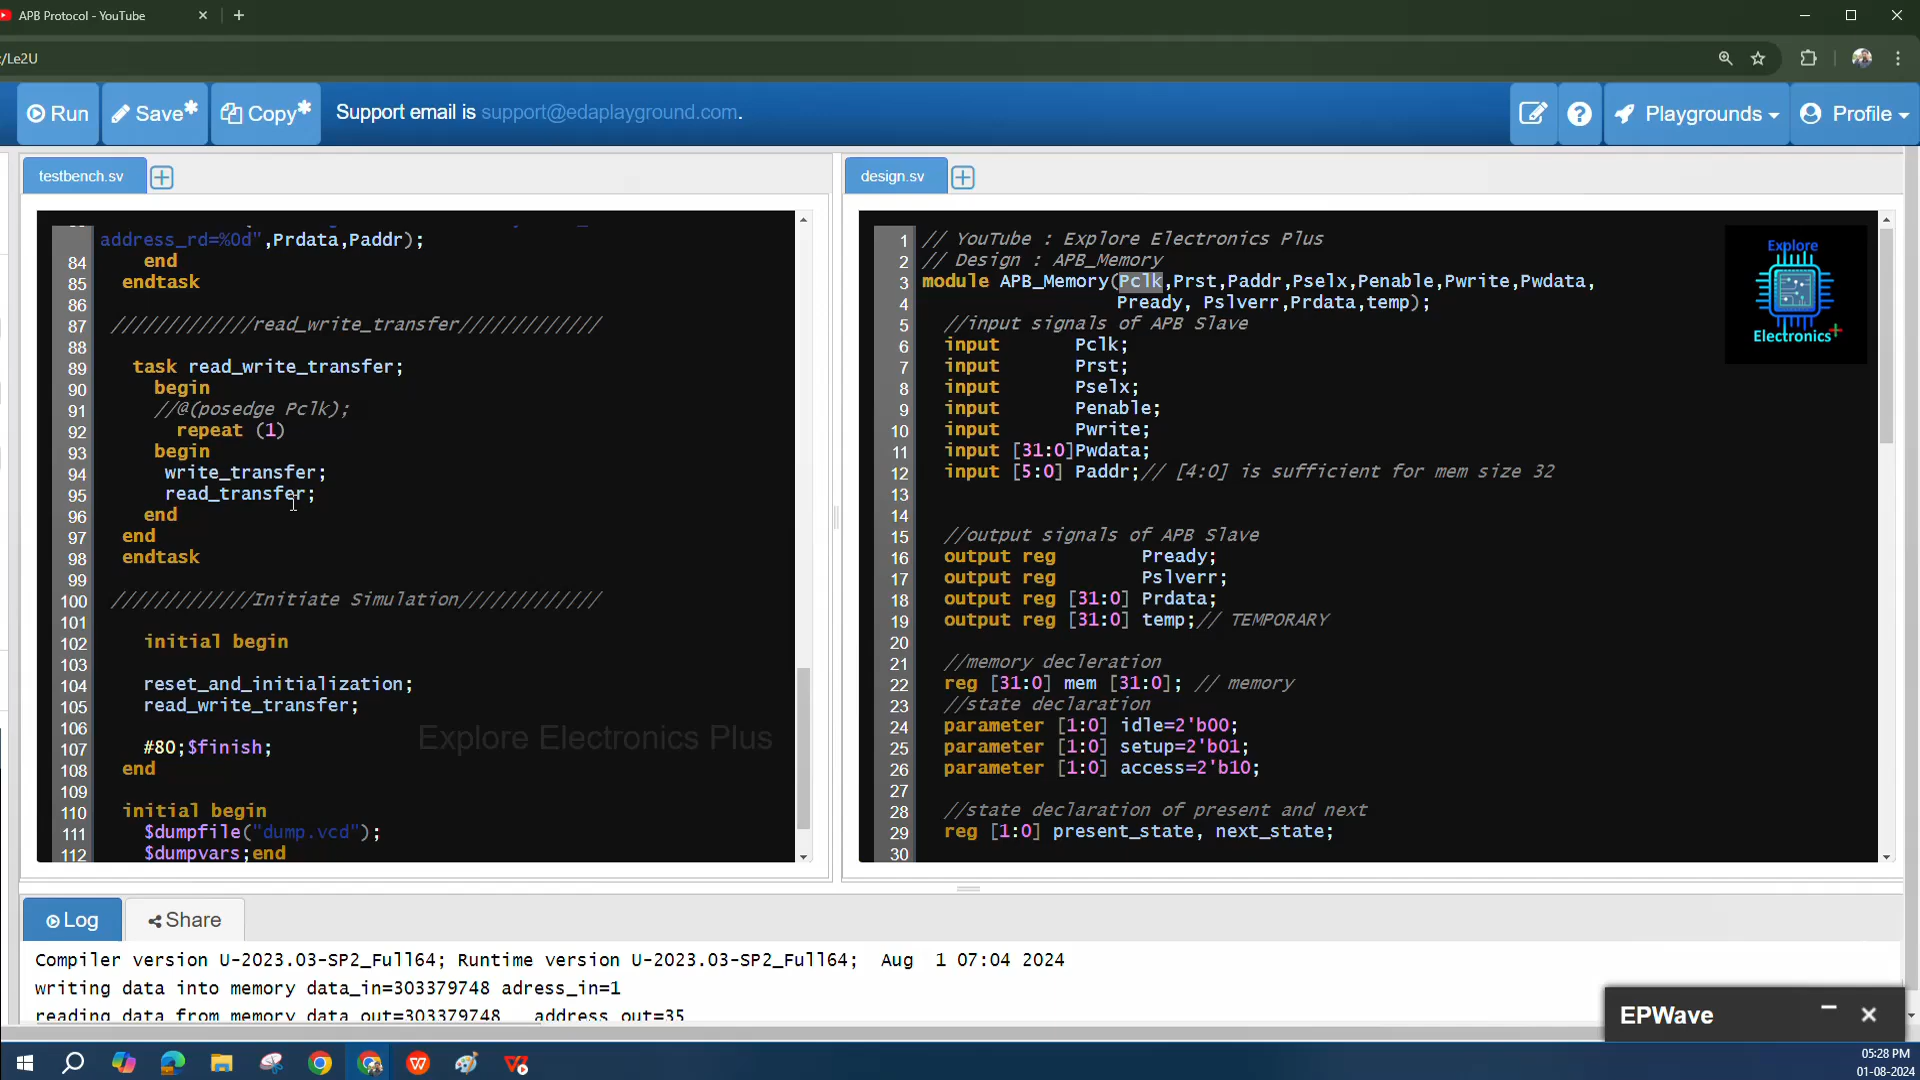 APB Protocol - YouTube
/Le2U
Run Save* Copy* Support email is support@edaplayground.com. Playgrounds Profile
testbench.sv
address_rd=%0d",Prdata,Paddr);
84 end
85 endtask
86
87 /////////////read_write_transfer/////////////
88
89 task read_write_transfer;
90 begin
91 //@(posedge Pclk);
92 repeat (1)
93 begin
94 write_transfer;
95 read_transfer;
96 end
97 end
98 endtask
99
100 /////////////Initiate Simulation/////////////
101
102 initial begin
103
104 reset_and_initialization;
105 read_write_transfer;
106
107 #80;$finish;
108 end
109
110 initial begin
111 $dumpfile("dump.vcd");
112 $dumpvars;end
Explore Electronics Plus
design.sv
1 // YouTube : Explore Electronics Plus
2 // Design : APB_Memory
3 module APB_Memory(Pclk,Prst,Paddr,Pselx,Penable,Pwrite,Pwdata,
4 Pready, Pslverr,Prdata,temp);
5 //input signals of APB Slave
6 input Pclk;
7 input Prst;
8 input Pselx;
9 input Penable;
10 input Pwrite;
11 input [31:0]Pwdata;
12 input [5:0] Paddr;// [4:0] is sufficient for mem size 32
13
14
15 //output signals of APB Slave
16 output reg Pready;
17 output reg Pslverr;
18 output reg [31:0] Prdata;
19 output reg [31:0] temp;// TEMPORARY
20
21 //memory decleration
22 reg [31:0] mem [31:0]; // memory
23 //state declaration
24 parameter [1:0] idle=2'b00;
25 parameter [1:0] setup=2'b01;
26 parameter [1:0] access=2'b10;
27
28 //state declaration of present and next
29 reg [1:0] present_state, next_state;
30
Explore
Electronics+
Log Share
Compiler version U-2023.03-SP2_Full64; Runtime version U-2023.03-SP2_Full64; Aug 1 07:04 2024
writing data into memory data_in=303379748 adress_in=1
reading data from memory data_out=303379748 address_out=35
EPWave
05:28 PM
01-08-2024